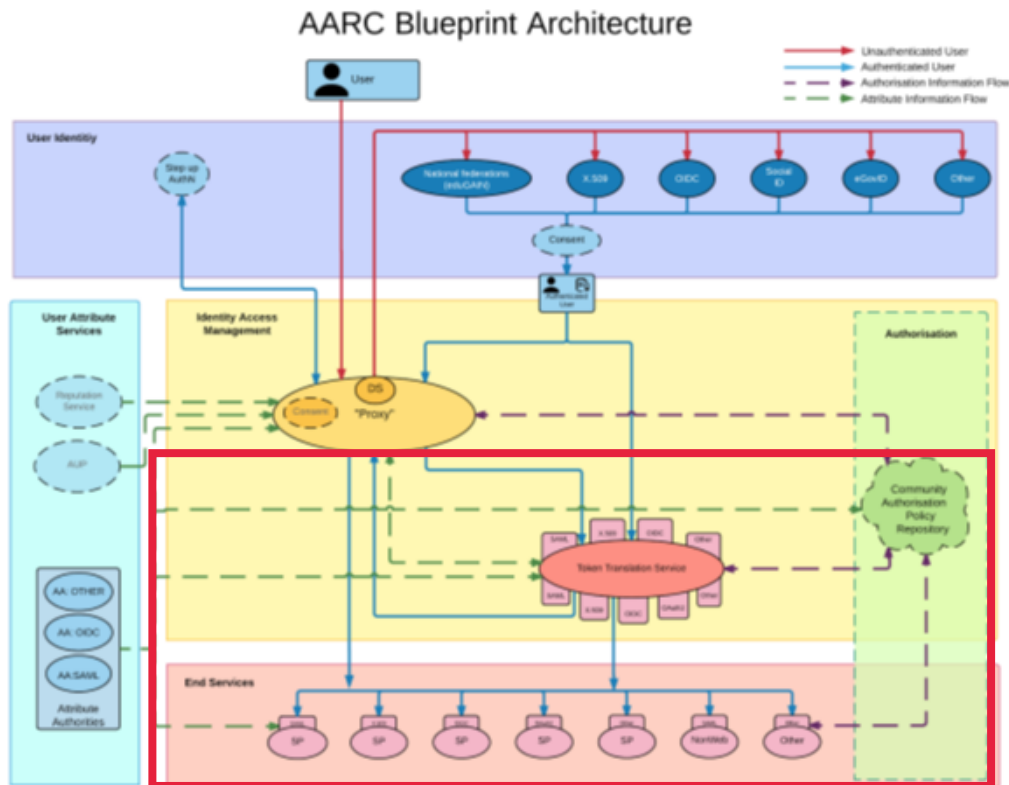 AARC Blueprint Architecture
Unauthenticated User
Authenticated User
Authorisation Information Flow
Attribute Information Flow
User
User Identitiy
Step up
AuthN
National federations
(eduGAIN)
X.509
OIDC
Social
ID
eGovID
Other
Consent
Authenticated
User
User Attribute
Services
Identity Access
Management
Authorisation
Reputation
Service
DS
Consent
"Proxy"
AUP
Community
Authorisation
Policy
Repository
SAML
X.509
OIDC
Other
Token Translation Service
SAML
X.509
OIDC
OAuth2
Other
AA: OTHER
AA: OIDC
AA:SAML
Attribute
Authorities
End Services
SP
SP
SP
SP
SP
NonWeb
Other